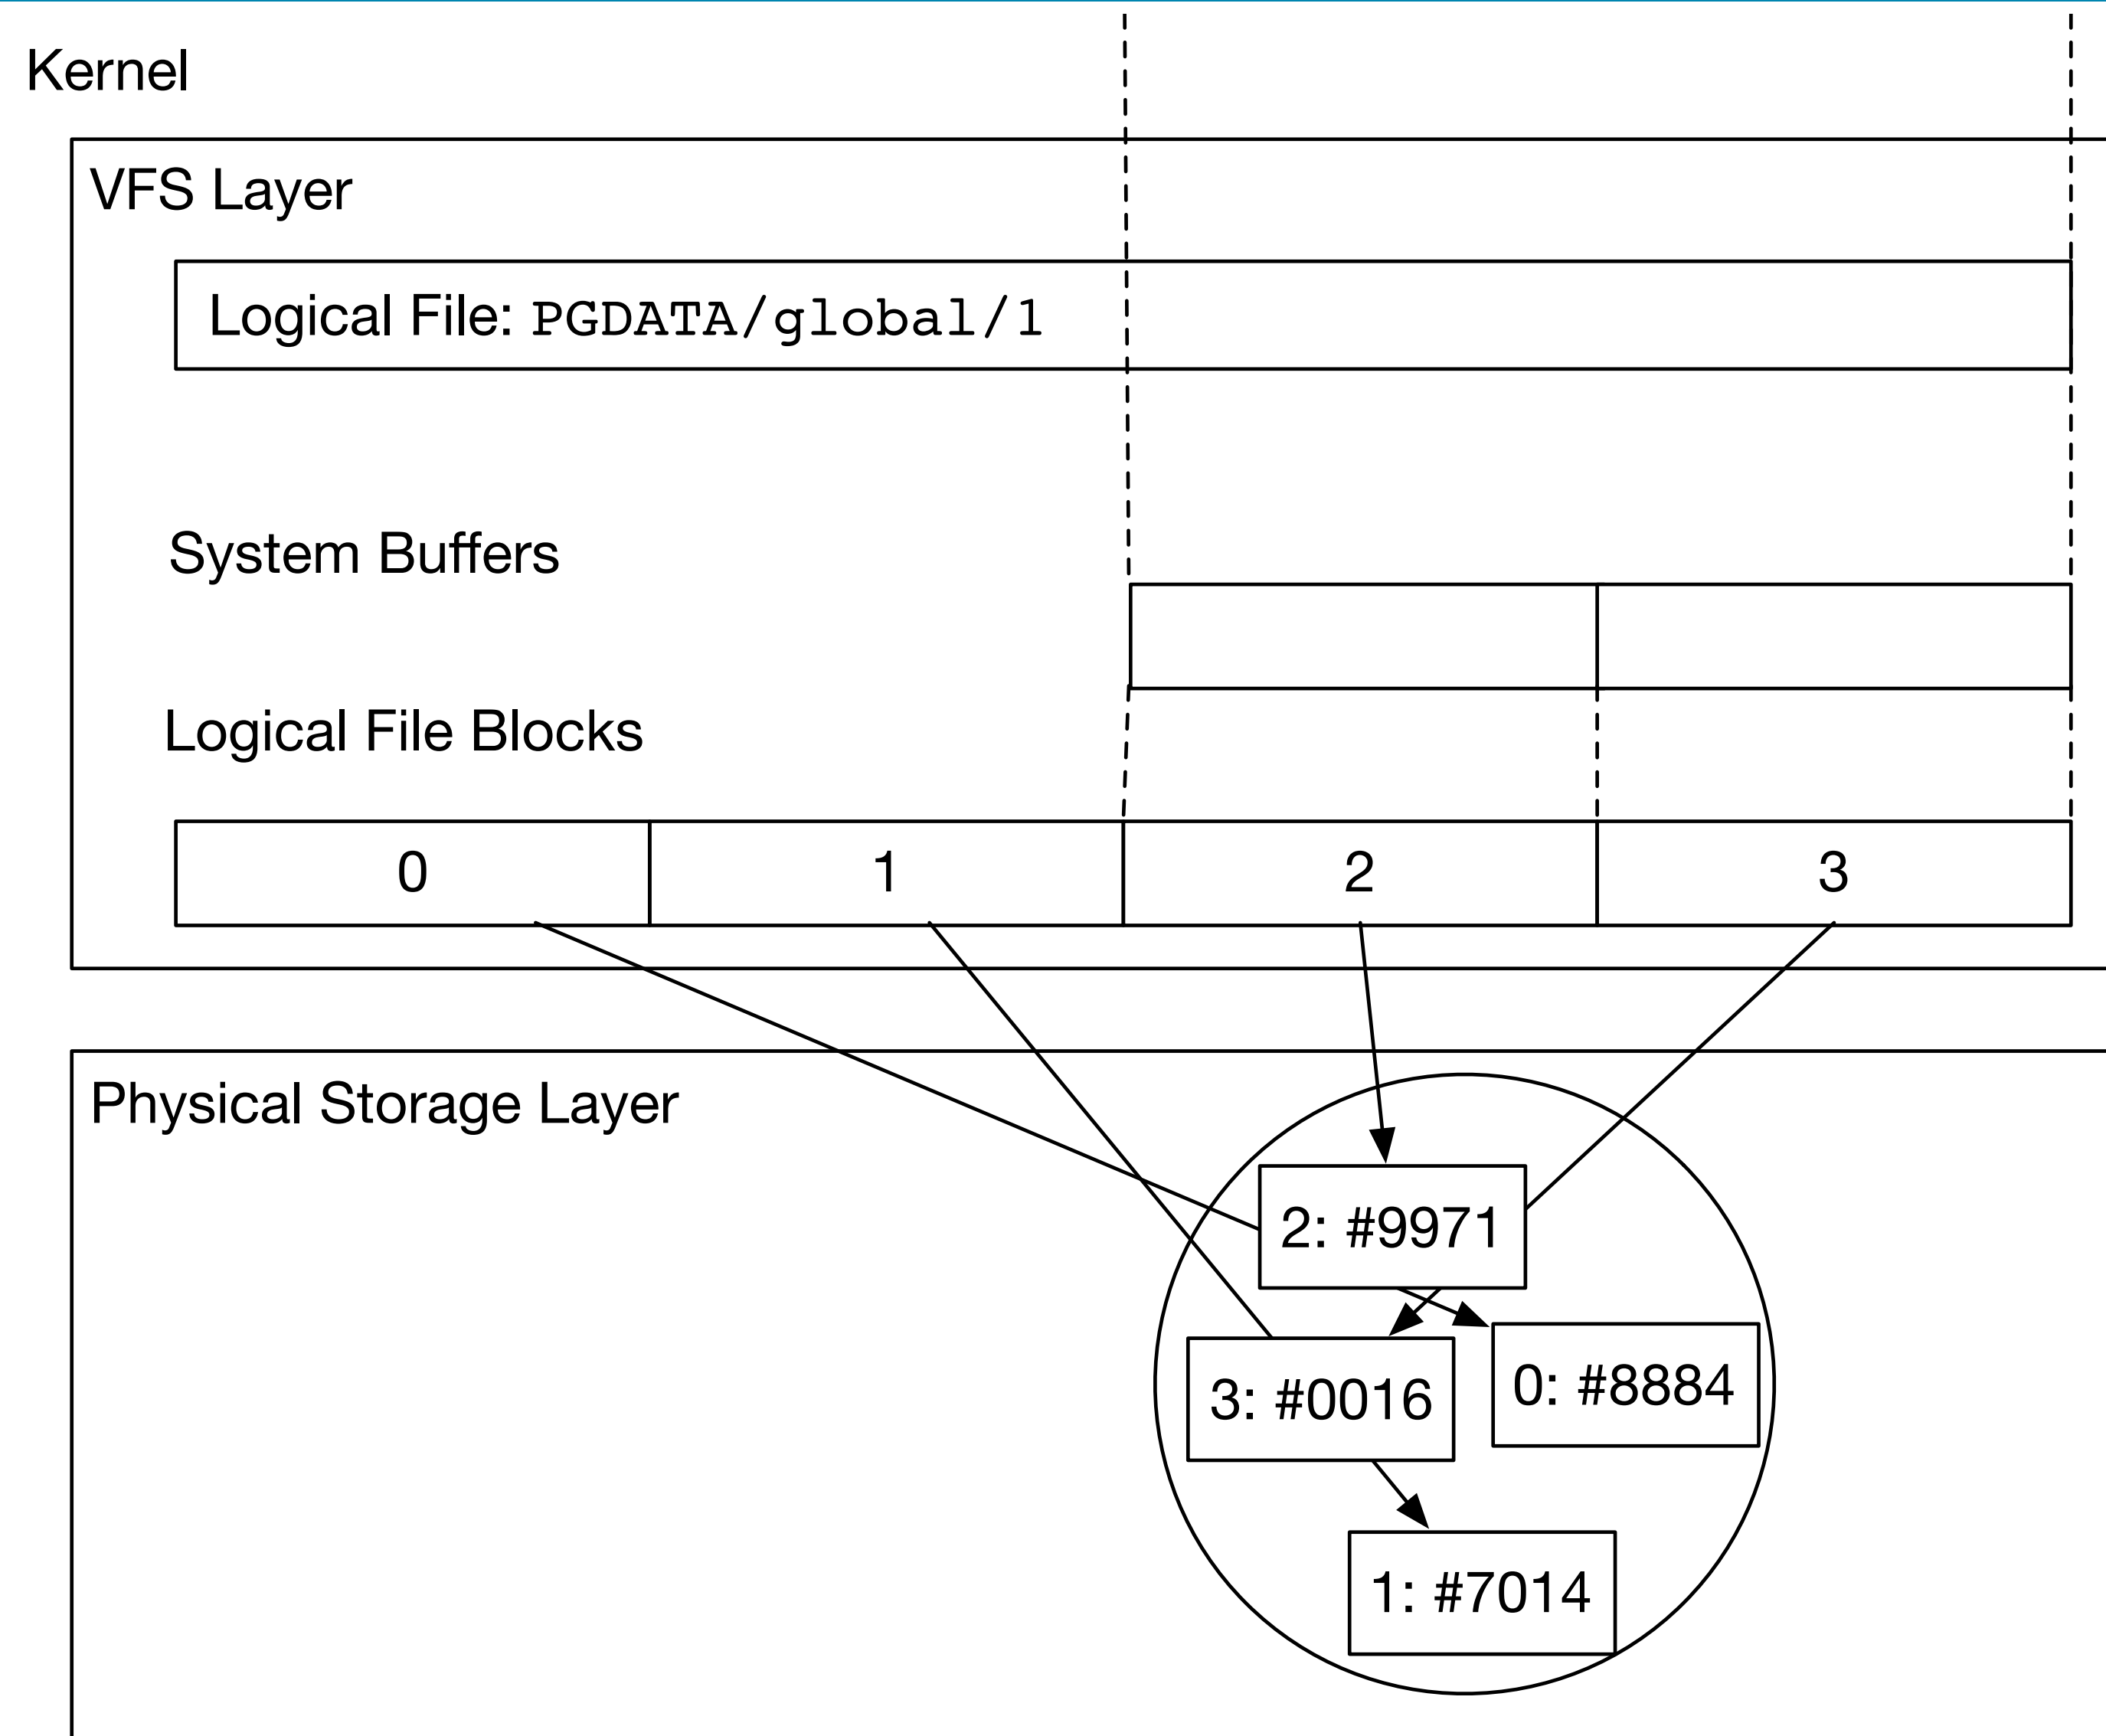 Kernel
VFS Layer
Logical File: PGDATA/global/1
System Buffers
Logical File Blocks
0 1 2 3
Physical Storage Layer
2: #9971
3: #0016
0: #8884
1: #7014